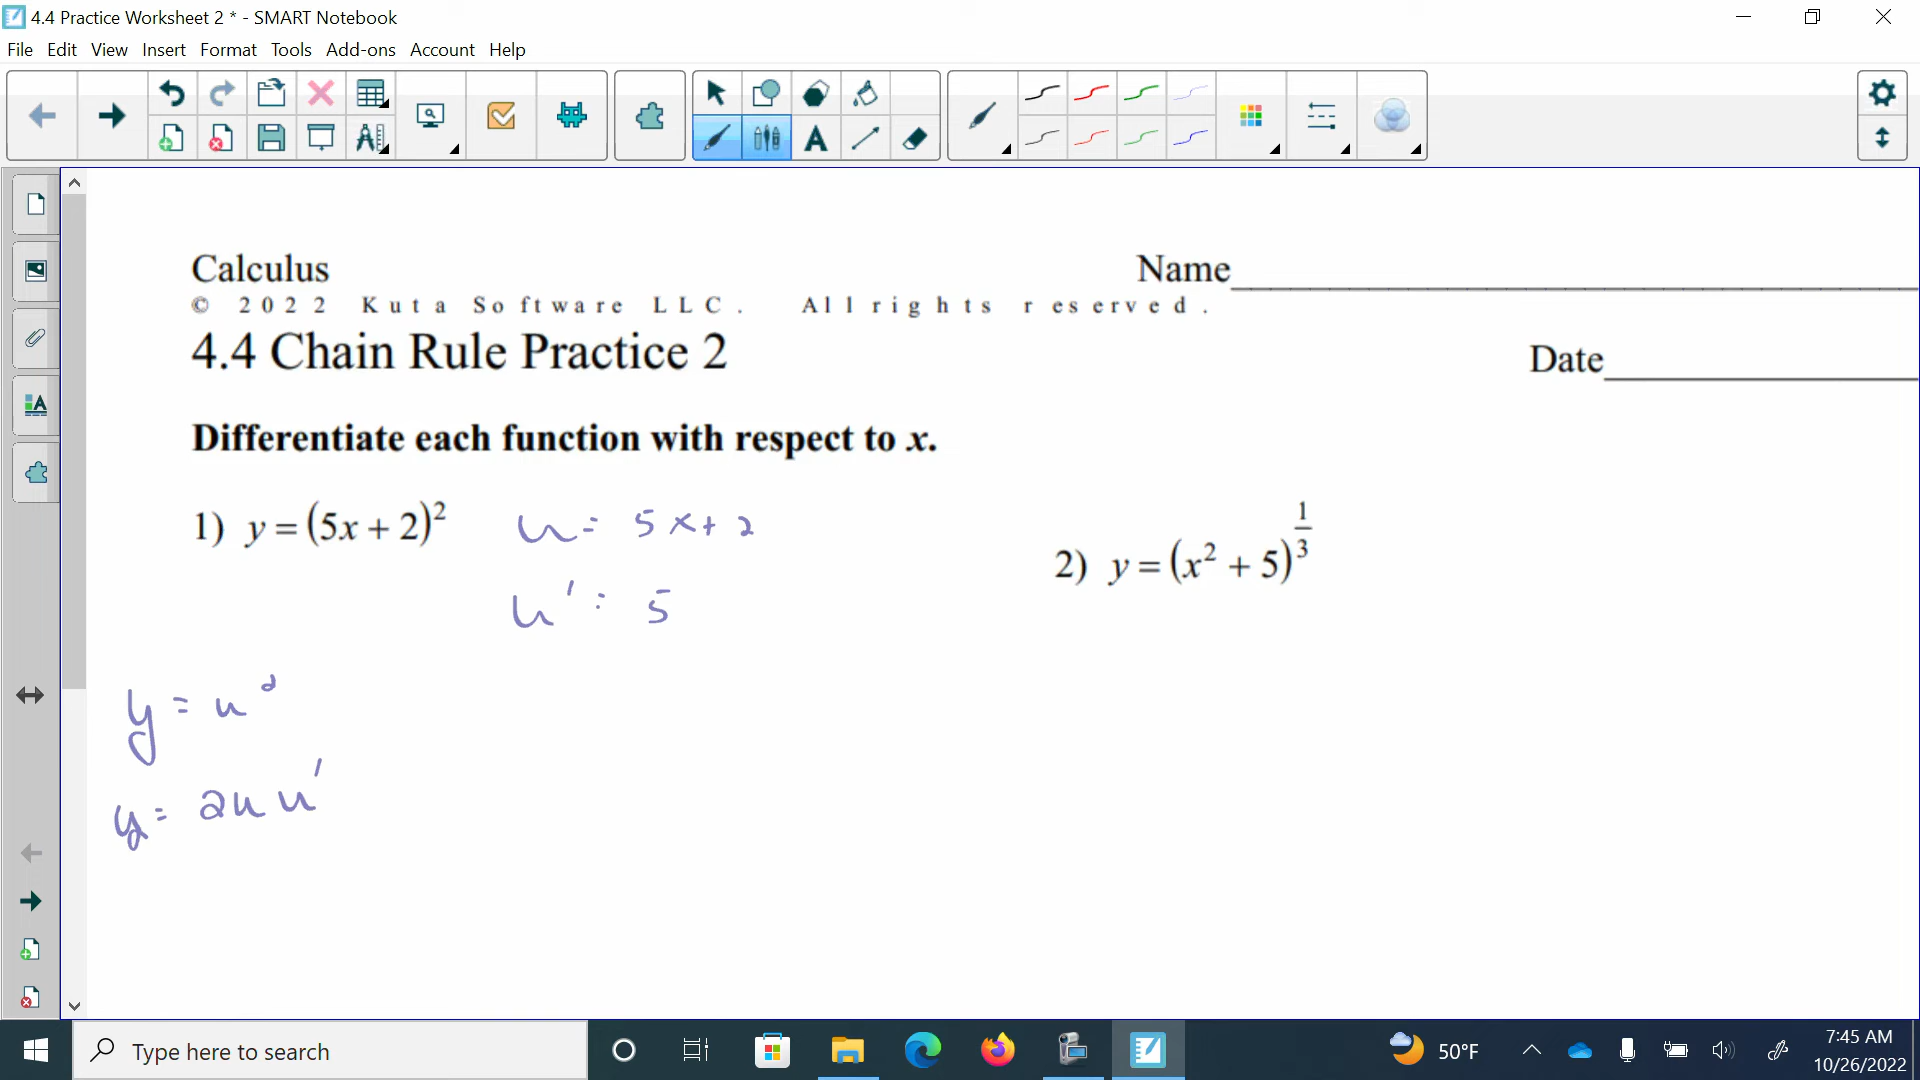 4.4 Practice Worksheet 2 * - SMART Notebook
File Edit View Insert Format Tools Add-ons Account Help
Calculus
Name
© 2022 Kuta Software LLC. All rights reserved.
4.4 Chain Rule Practice 2
Date
Differentiate each function with respect to x.
1) y = (5x + 2)²
u = 5x + 2
2) y = (x² + 5)^(1/3)
u' = 5
y = u²
y = 2u u'
Type here to search
50°F
7:45 AM
10/26/2022